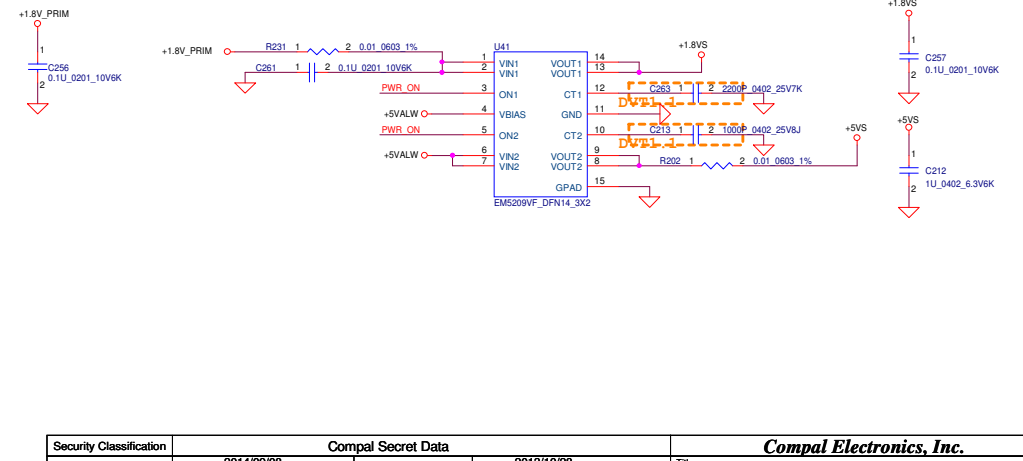 +1.8V_PRIM
1
C256
0.1U_0201_10V6K
2
+1.8V_PRIM
R231 1 2 0.01_0603_1%
C261 1 2 0.1U_0201_10V6K
PWR_ON
+5VALW
PWR_ON
+5VALW
U41
1 VIN1 VOUT1 14
2 VIN1 VOUT1 13
3 ON1 CT1 12
4 VBIAS GND 11
5 ON2 CT2 10
6 VIN2 VOUT2 9
7 VIN2 VOUT2 8
GPAD 15
EM5209VF_DFN14_3X2
+1.8VS
C263 1 2 2200P_0402_25V7K
DVT1.1
C213 1 2 1000P_0402_25V8J
DVT1.1
R202 1 2 0.01_0603_1%
+5VS
+1.8VS
1
C257
0.1U_0201_10V6K
2
+5VS
1
C212
1U_0402_6.3V6K
2
Security Classification
Compal Secret Data
Compal Electronics, Inc.